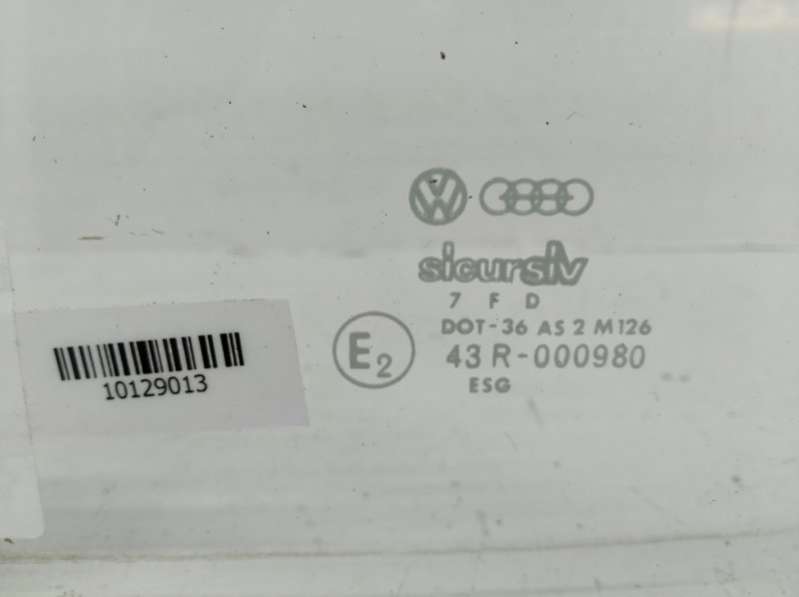 sicursiv
7 F D
DOT-36 AS 2 M126
E2
43 R-000980
ESG
10129013